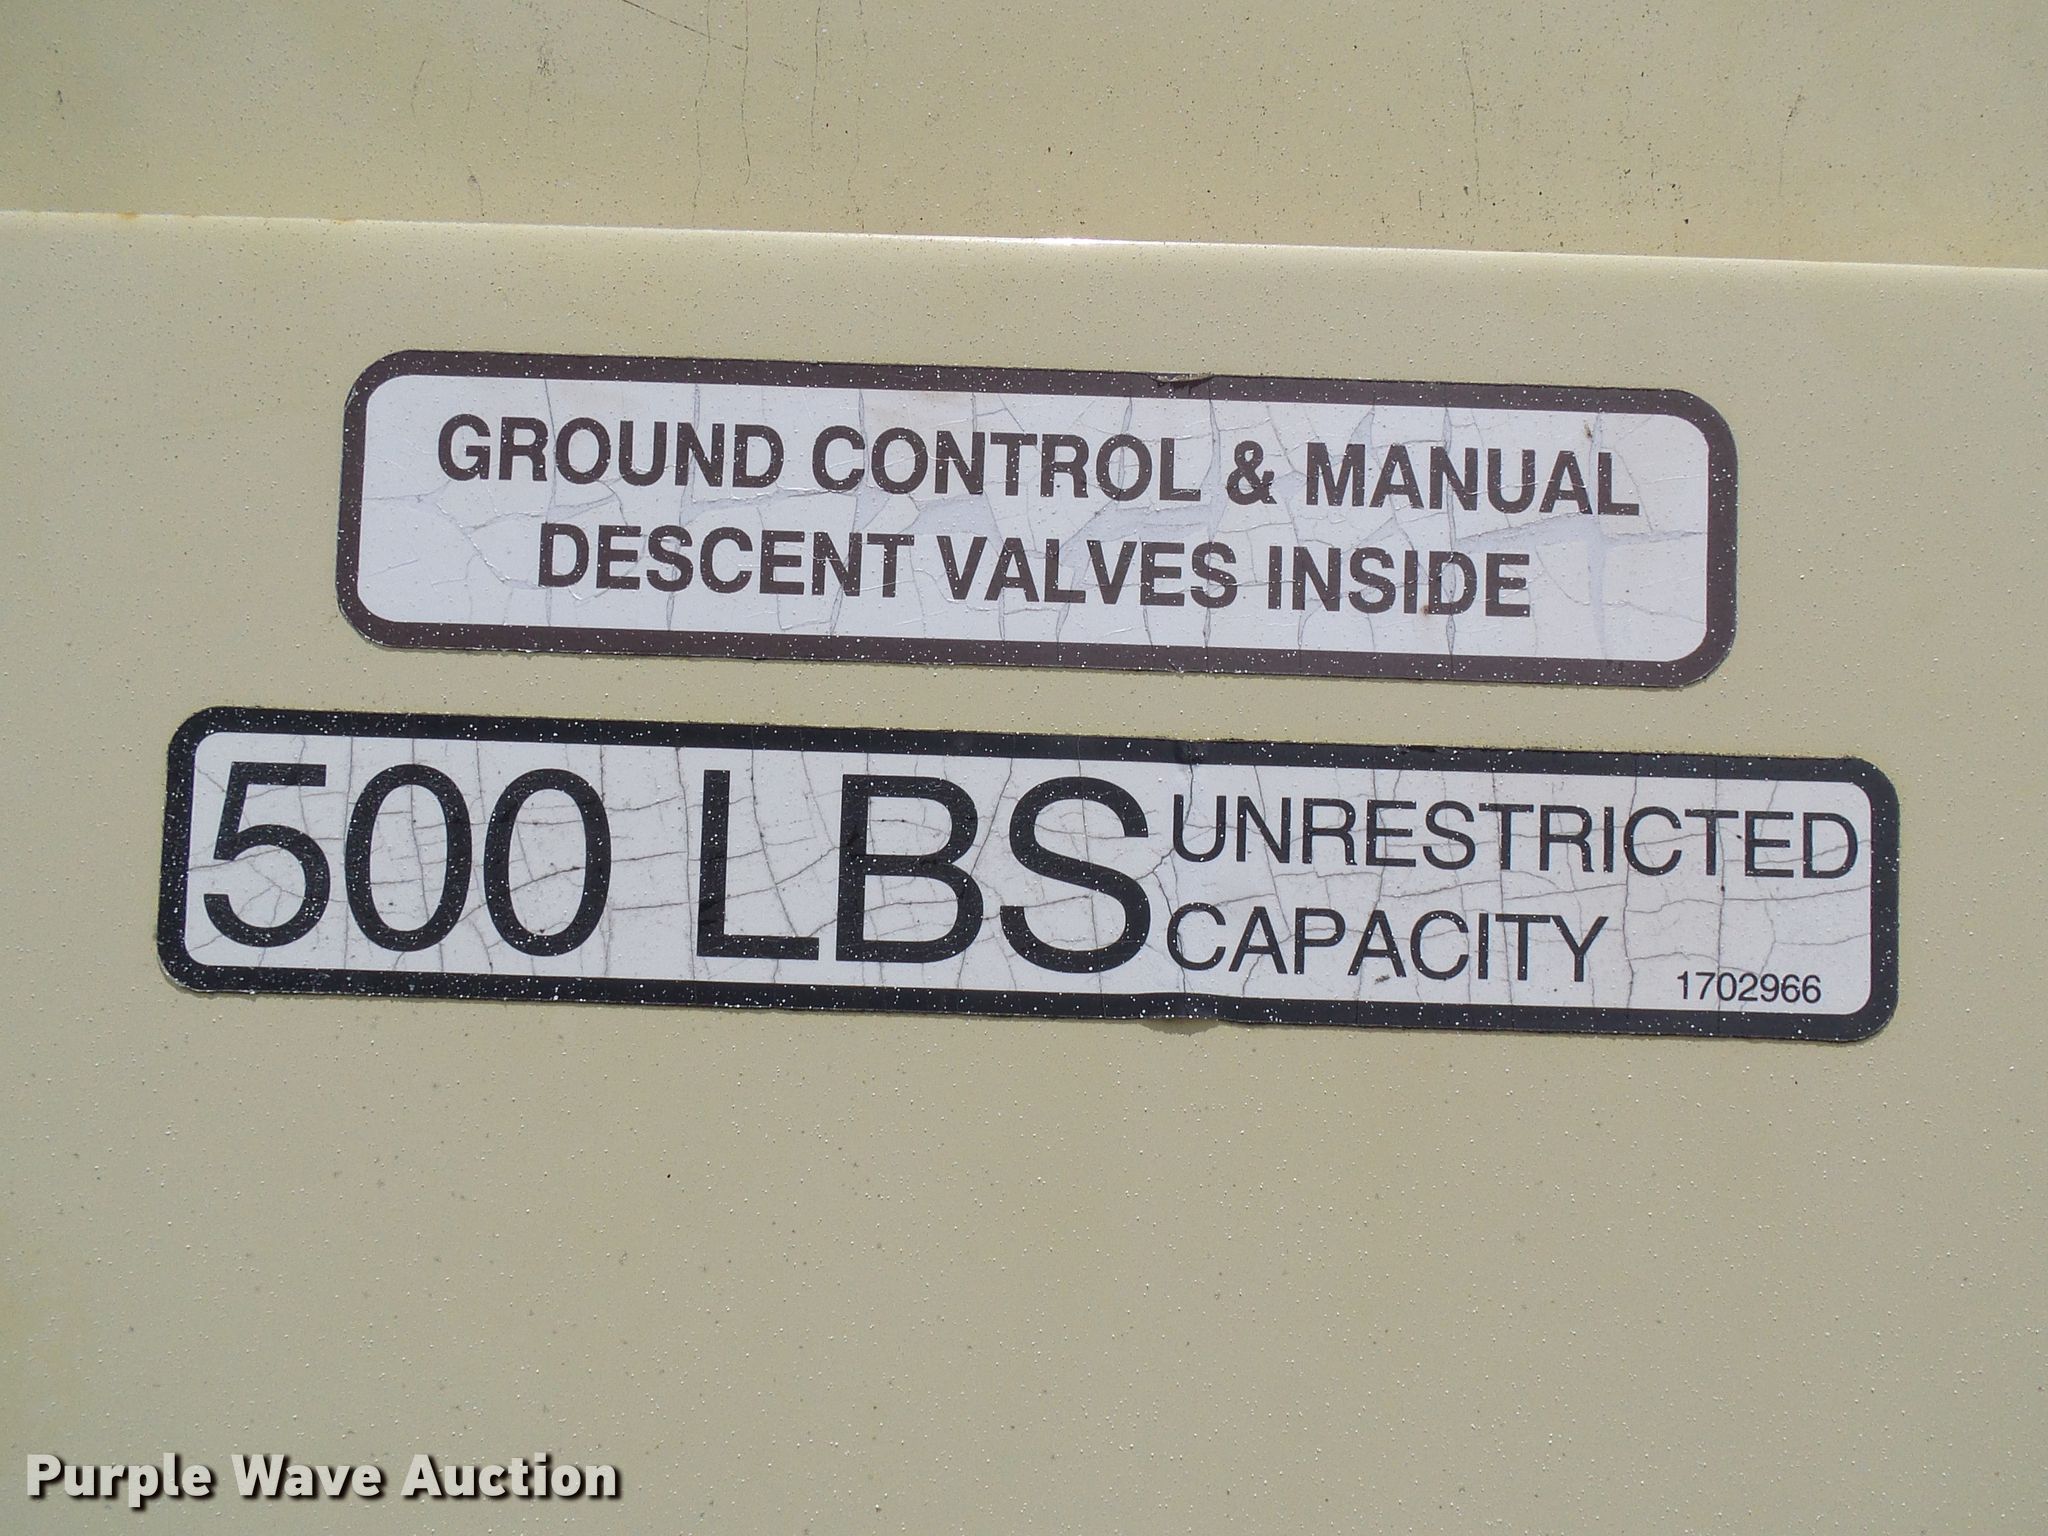 GROUND CONTROL & MANUAL
DESCENT VALVES INSIDE
500 LBS UNRESTRICTED
CAPACITY
1702966
Purple Wave Auction